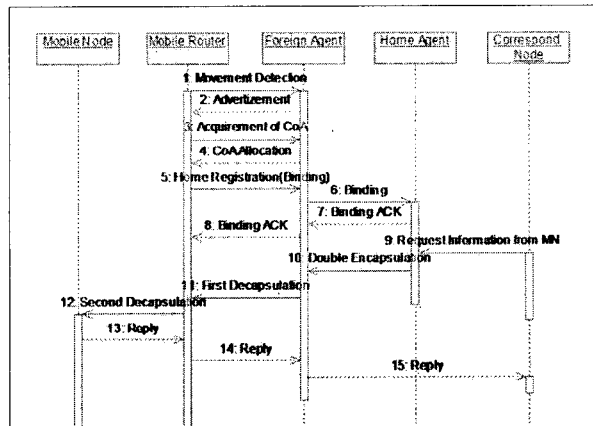 Mobile Node
Mobile Router
Foreign Agent
Home Agent
Correspond
Node
1: Movement Detection
2: Advertizement
3: Acquirement of CoA
4: CoAAllocation
5: Home Registration(Binding)
6: Binding
7: Binding ACK
8: Binding ACK
9: Request Information from MN
10: Double Encapsulation
11: First Decapsulation
12: Second Decapsulation
13: Reply
14: Reply
15: Reply